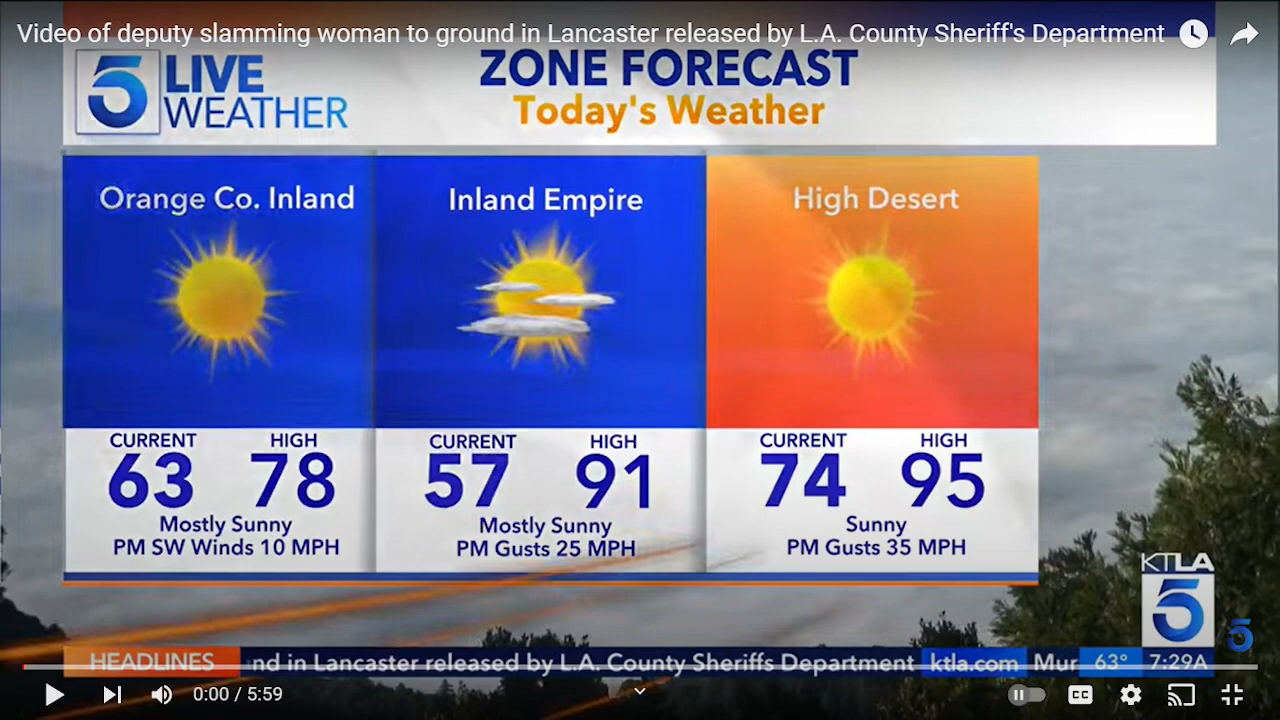 Video of deputy slamming woman to ground in Lancaster released by L.A. County Sheriff's Department
5 LIVE WEATHER
ZONE FORECAST
Today's Weather
Orange Co. Inland
CURRENT HIGH
63 78
Mostly Sunny
PM SW Winds 10 MPH
Inland Empire
CURRENT HIGH
57 91
Mostly Sunny
PM Gusts 25 MPH
High Desert
CURRENT HIGH
74 95
Sunny
PM Gusts 35 MPH
KTLA
5
5
HEADLINES nd in Lancaster released by L.A. County Sheriffs Department ktla.com Mur 63° 7:29A
0:00 / 5:59 CC